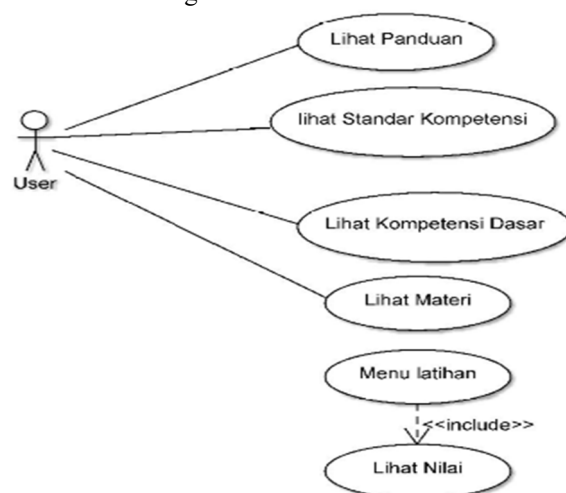 Lihat Panduan
lihat Standar Kompetensi
User
Lihat Kompetensi Dasar
Lihat Materi
Menu latihan
<<include>>
Lihat Nilai